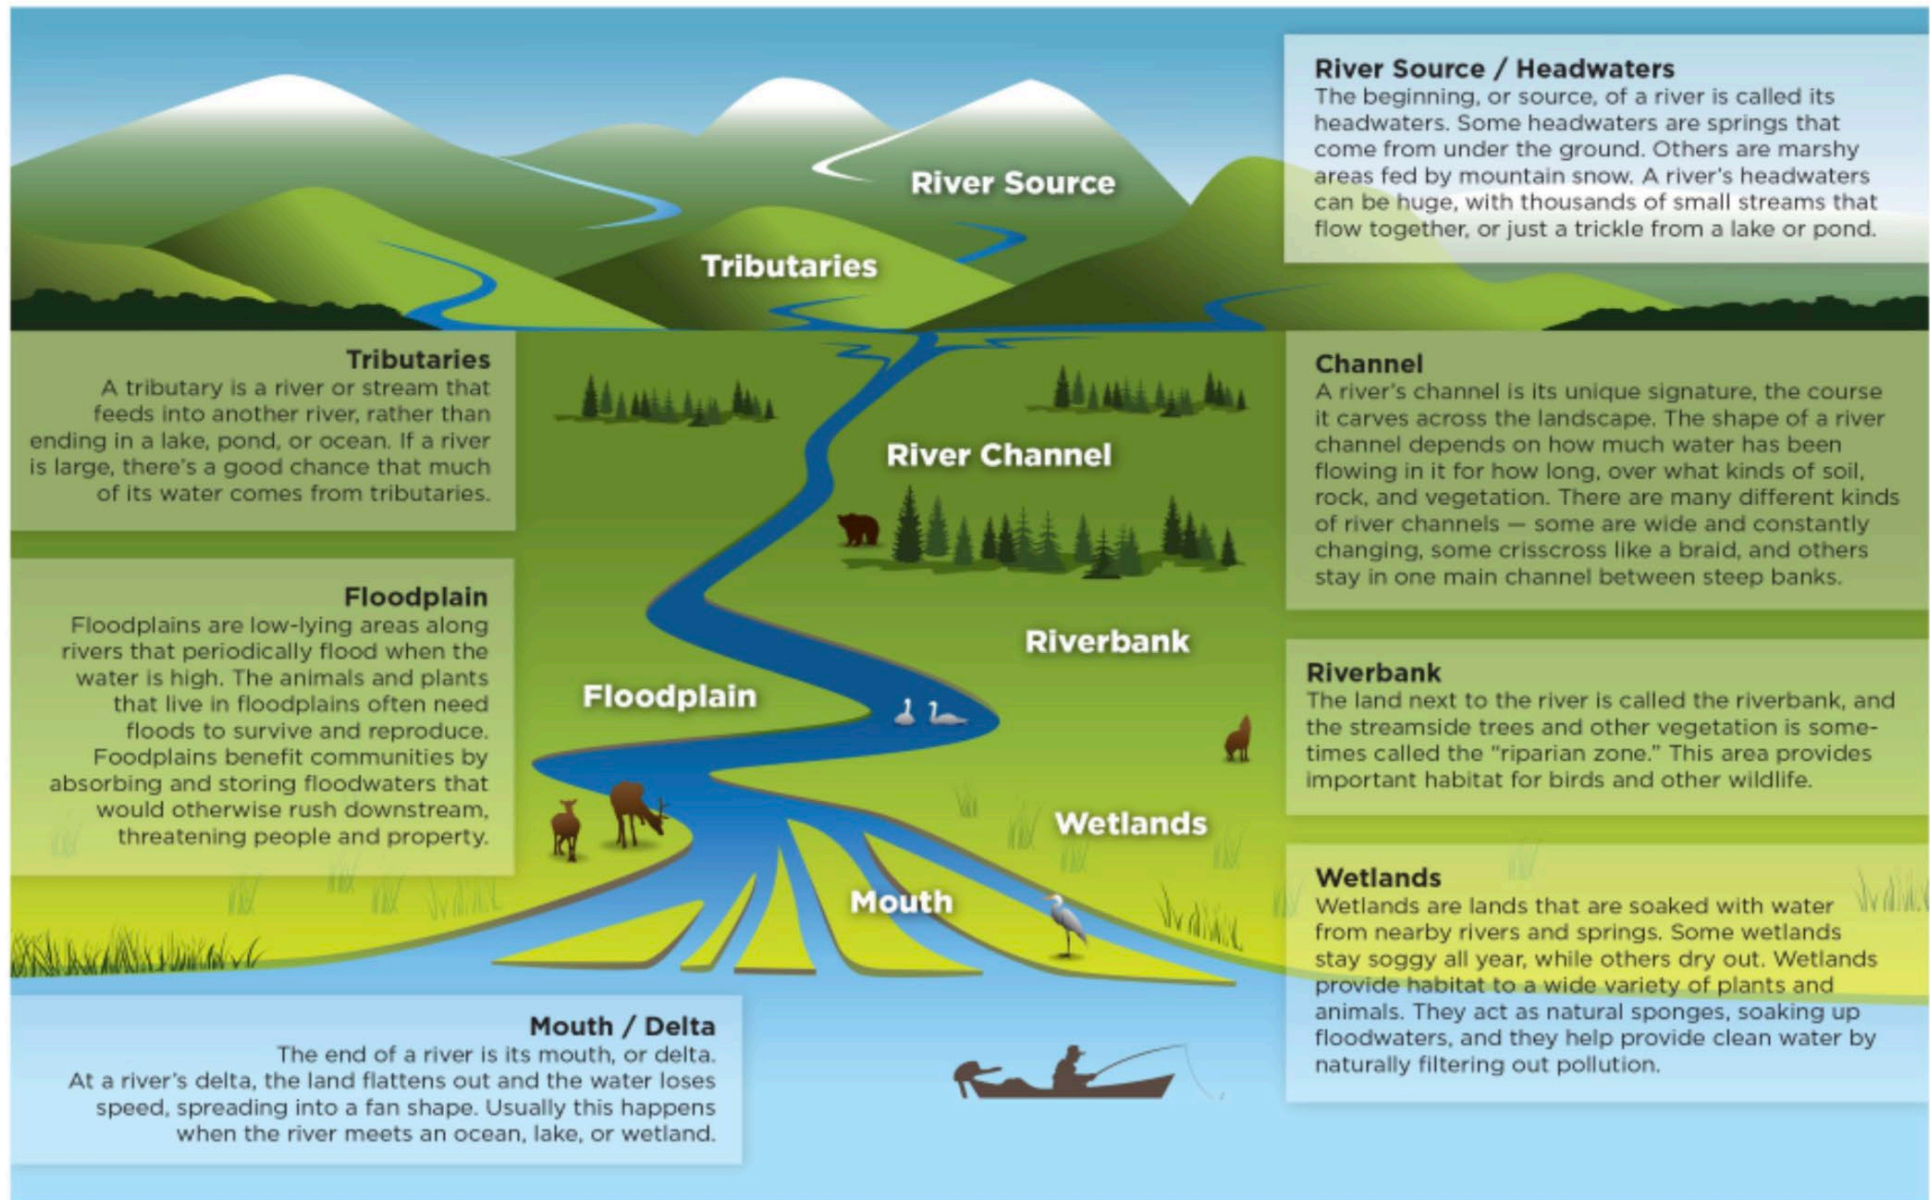 River Source / Headwaters
The beginning, or source, of a river is called its
headwaters. Some headwaters are springs that
come from under the ground. Others are marshy
areas fed by mountain snow. A river's headwaters
can be huge, with thousands of small streams that
flow together, or just a trickle from a lake or pond.
River Source
Tributaries
Tributaries
A tributary is a river or stream that
feeds into another river, rather than
ending in a lake, pond, or ocean. If a river
is large, there's a good chance that much
of its water comes from tributaries.
Channel
A river's channel is its unique signature, the course
it carves across the landscape. The shape of a river
channel depends on how much water has been
flowing in it for how long, over what kinds of soil,
rock, and vegetation. There are many different kinds
of river channels — some are wide and constantly
changing, some crisscross like a braid, and others
stay in one main channel between steep banks.
River Channel
Floodplain
Floodplains are low-lying areas along
rivers that periodically flood when the
water is high. The animals and plants
that live in floodplains often need
floods to survive and reproduce.
Foodplains benefit communities by
absorbing and storing floodwaters that
would otherwise rush downstream,
threatening people and property.
Riverbank
Floodplain
Riverbank
The land next to the river is called the riverbank, and
the streamside trees and other vegetation is some-
times called the "riparian zone." This area provides
important habitat for birds and other wildlife.
Wetlands
Mouth
Wetlands
Wetlands are lands that are soaked with water
from nearby rivers and springs. Some wetlands
stay soggy all year, while others dry out. Wetlands
provide habitat to a wide variety of plants and
animals. They act as natural sponges, soaking up
floodwaters, and they help provide clean water by
naturally filtering out pollution.
Mouth / Delta
The end of a river is its mouth, or delta.
At a river's delta, the land flattens out and the water loses
speed, spreading into a fan shape. Usually this happens
when the river meets an ocean, lake, or wetland.